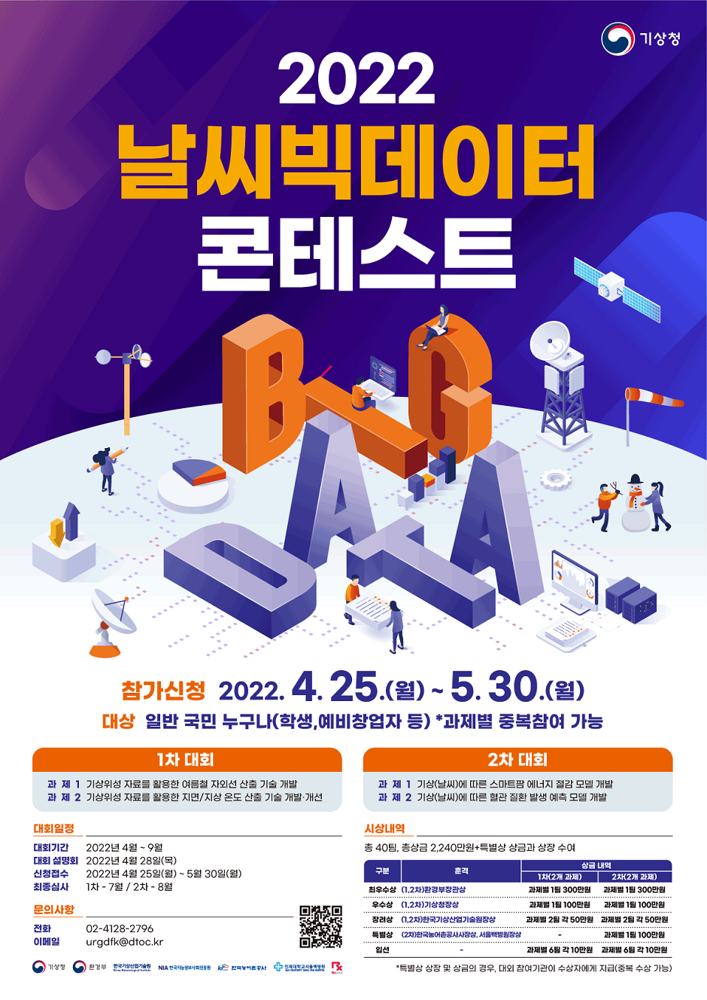 기상청
2022
날씨빅데이터
콘테스트
BIG
DATA
참가신청 2022. 4. 25.(월) ~ 5. 30.(월)
대상 일반 국민 누구나(학생,예비창업자 등) *과제별 중복참여 가능
1차 대회
과 제 1 기상위성 자료를 활용한 여름철 자외선 산출 기술 개발
과 제 2 기상위성 자료를 활용한 지면/지상 온도 산출 기술 개발·개선
2차 대회
과 제 1 기상(날씨)에 따른 스마트팜 에너지 절감 모델 개발
과 제 2 기상(날씨)에 따른 혈관 질환 발생 예측 모델 개발
대회일정
대회기간 2022년 4월 ~ 9월
대회 설명회 2022년 4월 28일(목)
신청접수 2022년 4월 25일(월) ~ 5월 30일(월)
최종심사 1차 - 7월 / 2차 - 8월
문의사항
전화 02-4128-2796
이메일 urgdfk@dtoc.kr
시상내역
총 40팀, 총상금 2,240만원+특별상 상금과 상장 수여
구분 훈격 상금 내역
1차(2개 과제) 2차(2개 과제)
최우수상 (1,2차)환경부장관상 과제별 1팀 300만원 과제별 1팀 300만원
우수상 (1,2차)기상청장상 과제별 1팀 100만원 과제별 1팀 100만원
장려상 (1,2차)한국기상산업기술원장상 과제별 2팀 각 50만원 과제별 2팀 각 50만원
특별상 (2차)한국농어촌공사사장상, 서울백병원장상 - 과제별 1팀 100만원
입선 - 과제별 6팀 각 10만원 과제별 6팀 각 10만원
*특별상 상장 및 상금의 경우, 대회 참여기관이 수상자에게 지급(중복 수상 가능)
기상청 환경부 한국기상산업기술원 NIA 한국지능정보사회진흥원 한국농어촌공사 인제대학교서울백병원